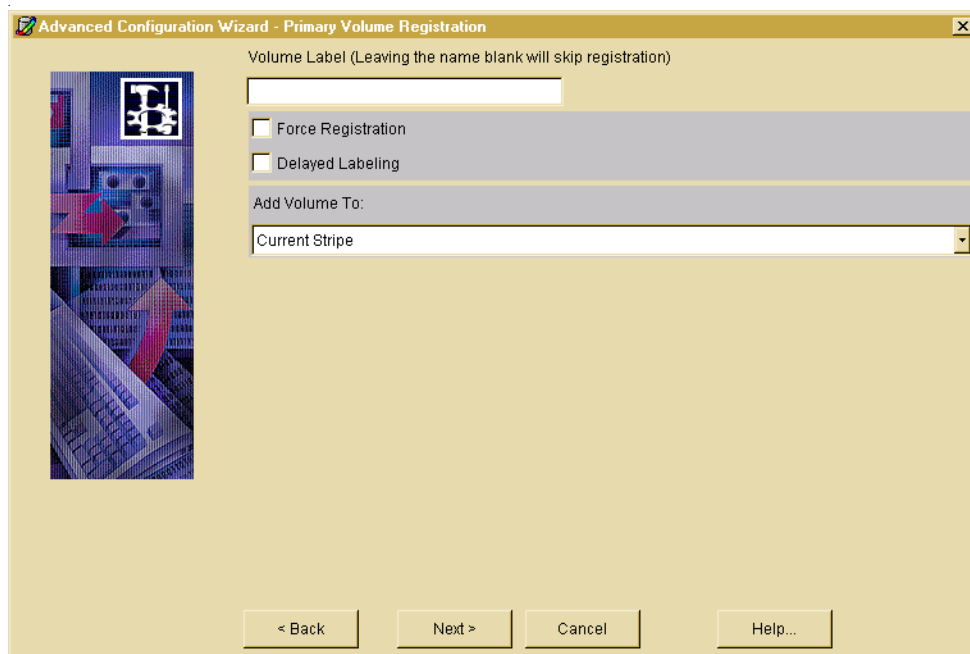 Advanced Configuration Wizard - Primary Volume Registration
Volume Label (Leaving the name blank will skip registration)
Force Registration
Delayed Labeling
Add Volume To:
Current Stripe
< Back
Next >
Cancel
Help...